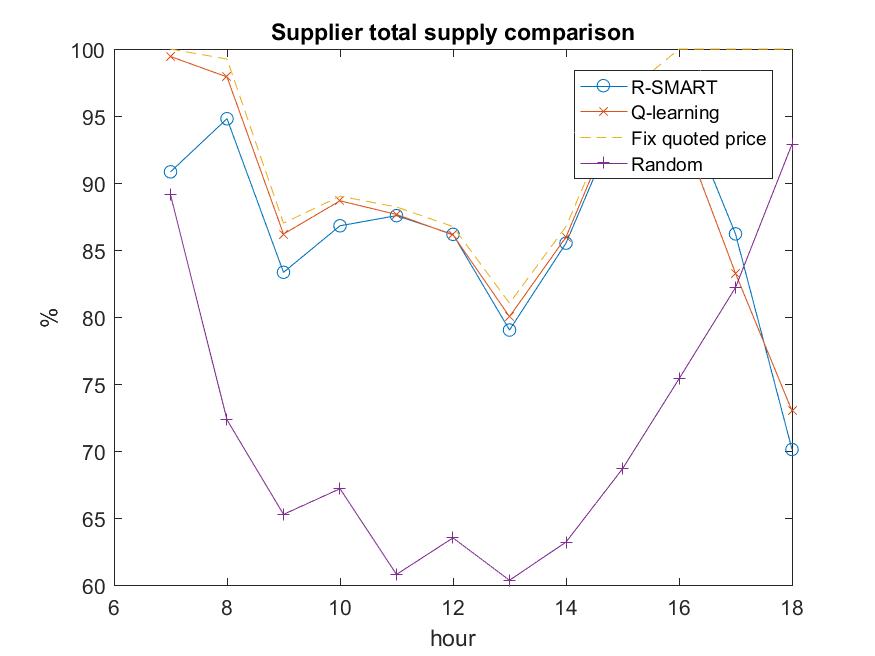 Supplier total supply comparison
100
95
90
85
80
75
70
65
60
%
R-SMART
Q-learning
Fix quoted price
Random
6 8 10 12 14 16 18
hour